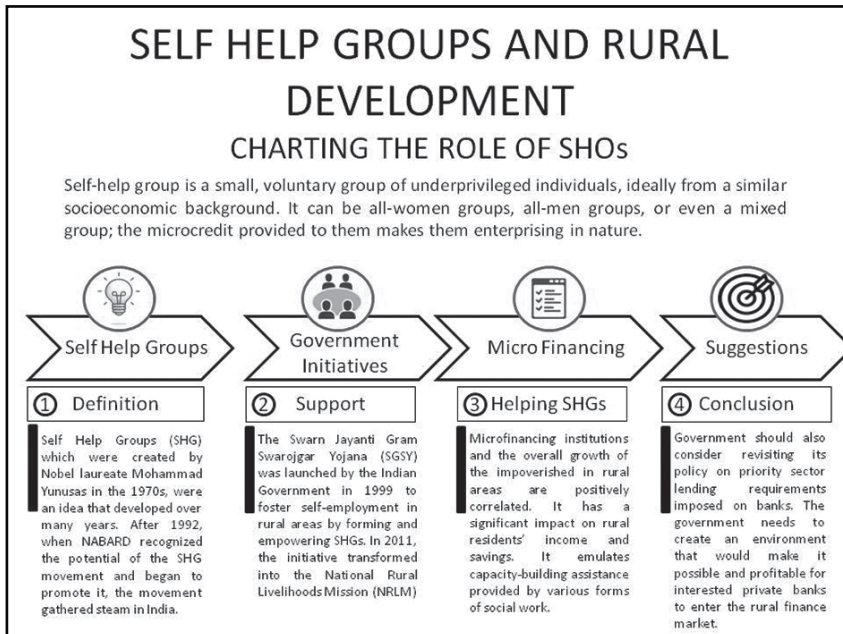 SELF HELP GROUPS AND RURAL
DEVELOPMENT
CHARTING THE ROLE OF SHOs
Self-help group is a small, voluntary group of underprivileged individuals, ideally from a similar
socioeconomic background. It can be all-women groups, all-men groups, or even a mixed
group; the microcredit provided to them makes them enterprising in nature.
Self Help Groups
Government
Initiatives
Micro Financing
Suggestions
1 Definition
Self Help Groups (SHG)
which were created by
Nobel laureate Mohammad
Yunusas in the 1970s, were
an idea that developed over
many years. After 1992,
when NABARD recognized
the potential of the SHG
movement and began to
promote it, the movement
gathered steam in India.
2 Support
The Swarn Jayanti Gram
Swarojgar Yojana (SGSY)
was launched by the Indian
Government in 1999 to
foster self-employment in
rural areas by forming and
empowering SHGs. In 2011,
the initiative transformed
into the National Rural
Livelihoods Mission (NRLM)
3 Helping SHGs
Microfinancing institutions
and the overall growth of
the impoverished in rural
areas are positively
correlated. It has a
significant impact on rural
residents' income and
savings. It emulates
capacity-building assistance
provided by various forms
of social work.
4 Conclusion
Government should also
consider revisiting its
policy on priority sector
lending requirements
imposed on banks. The
government needs to
create an environment
that would make it
possible and profitable for
interested private banks
to enter the rural finance
market.